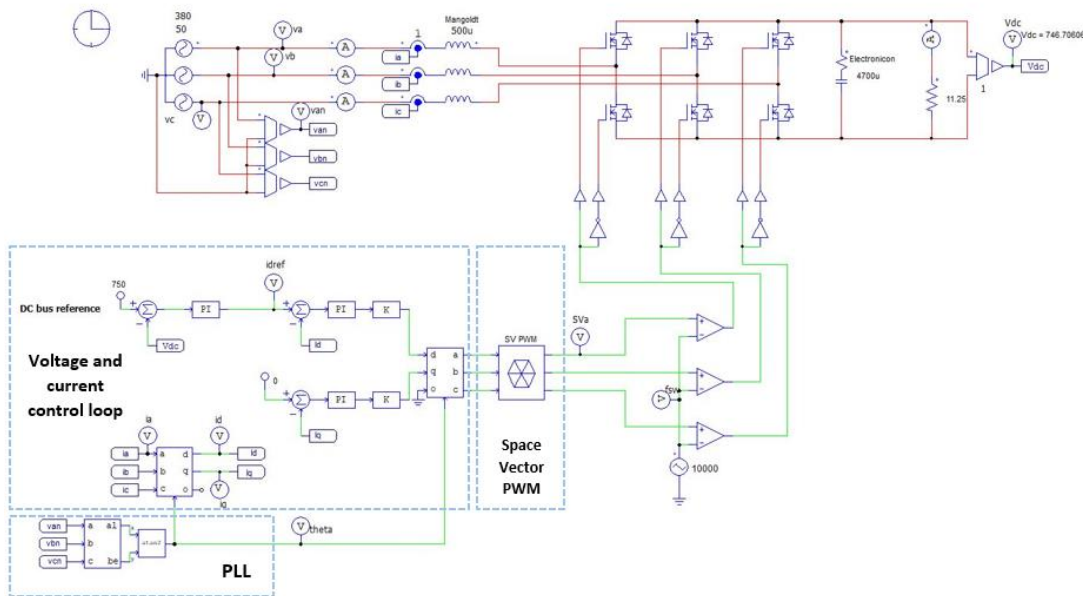 380
50
va
vb
vc
V
V
V
A
A
A
1
ia
ib
ic
Mangoldt
500u
van
V
van
vbn
vcn
Electronicon
4700u
A
11.25
1
Vdc
Vdc = 746.70606
V
Vdc
750
DC bus reference
PI
Vdc
idref
V
PI
K
Id
0
PI
K
Iq
Voltage and
current
control loop
d
q
o
a
b
c
ia
V
id
V
ia
ib
ic
a
b
c
d
q
o
Id
Iq
V
iq
SV PWM
SVa
V
Space
Vector
PWM
fsw
V
10000
van
vbn
vcn
a
b
c
al
be
V
theta
PLL